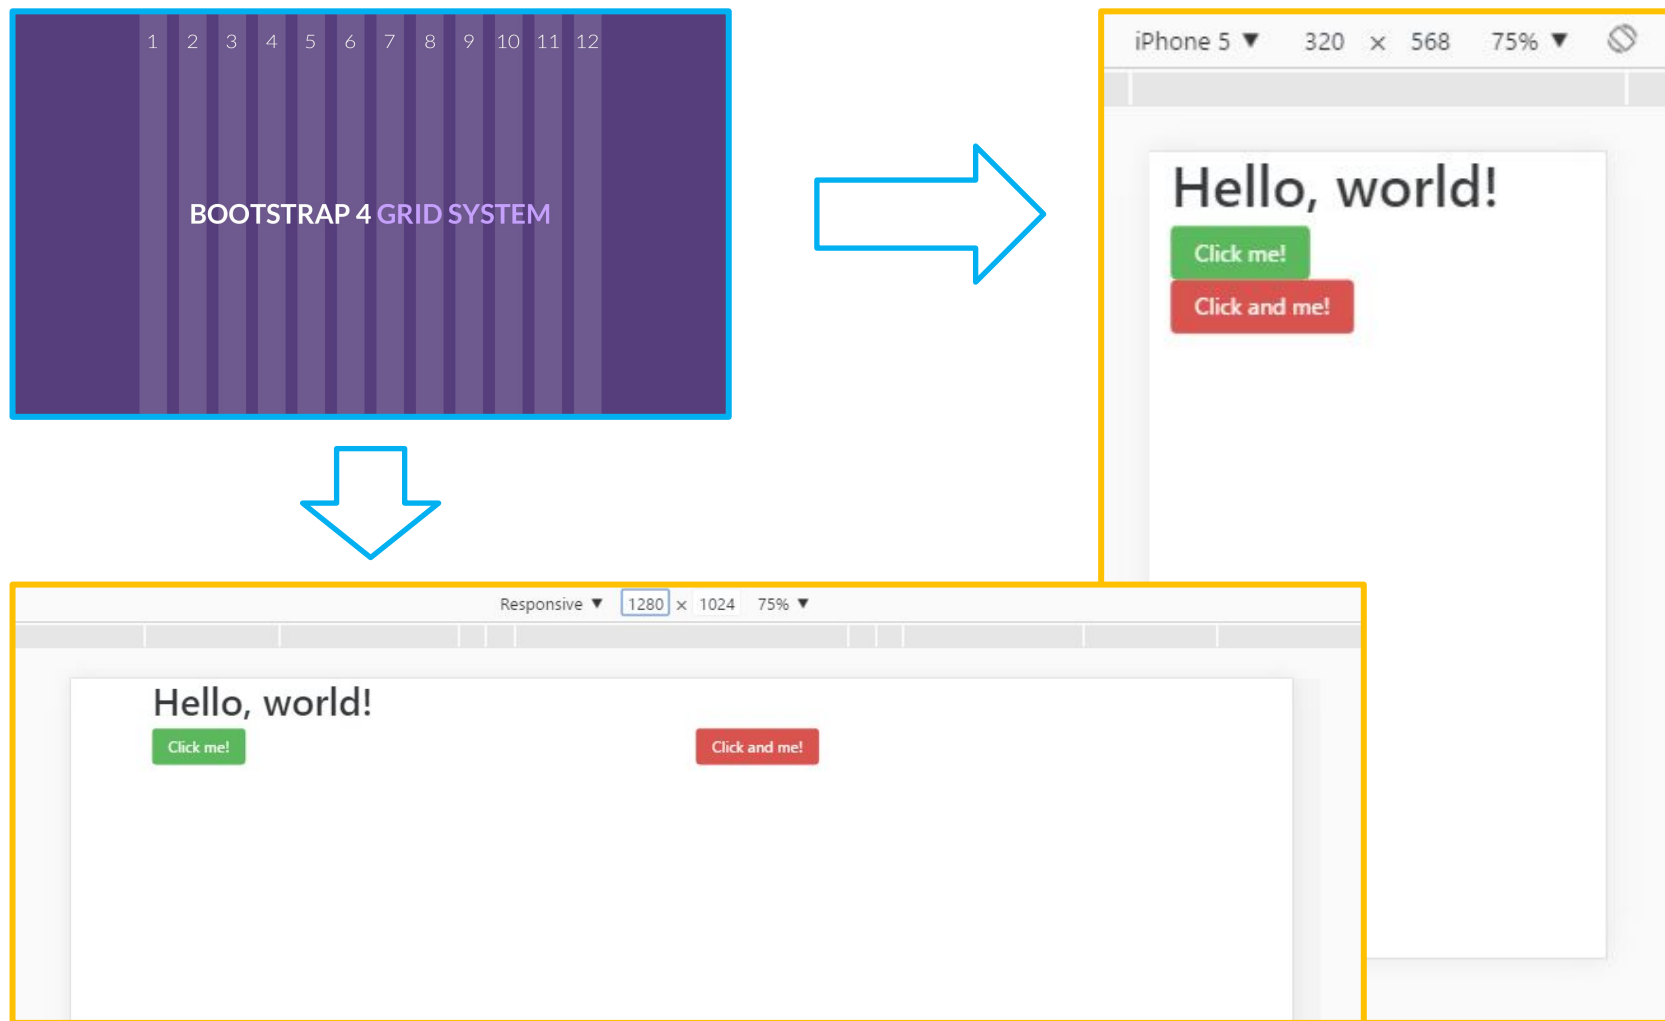 1 2 3 4 5 6 7 8 9 10 11 12
BOOTSTRAP 4 GRID SYSTEM
iPhone 5 ▼ 320 × 568 75% ▼
Hello, world!
Click me!
Click and me!
Responsive ▼ 1280 × 1024 75% ▼
Hello, world!
Click me! Click and me!